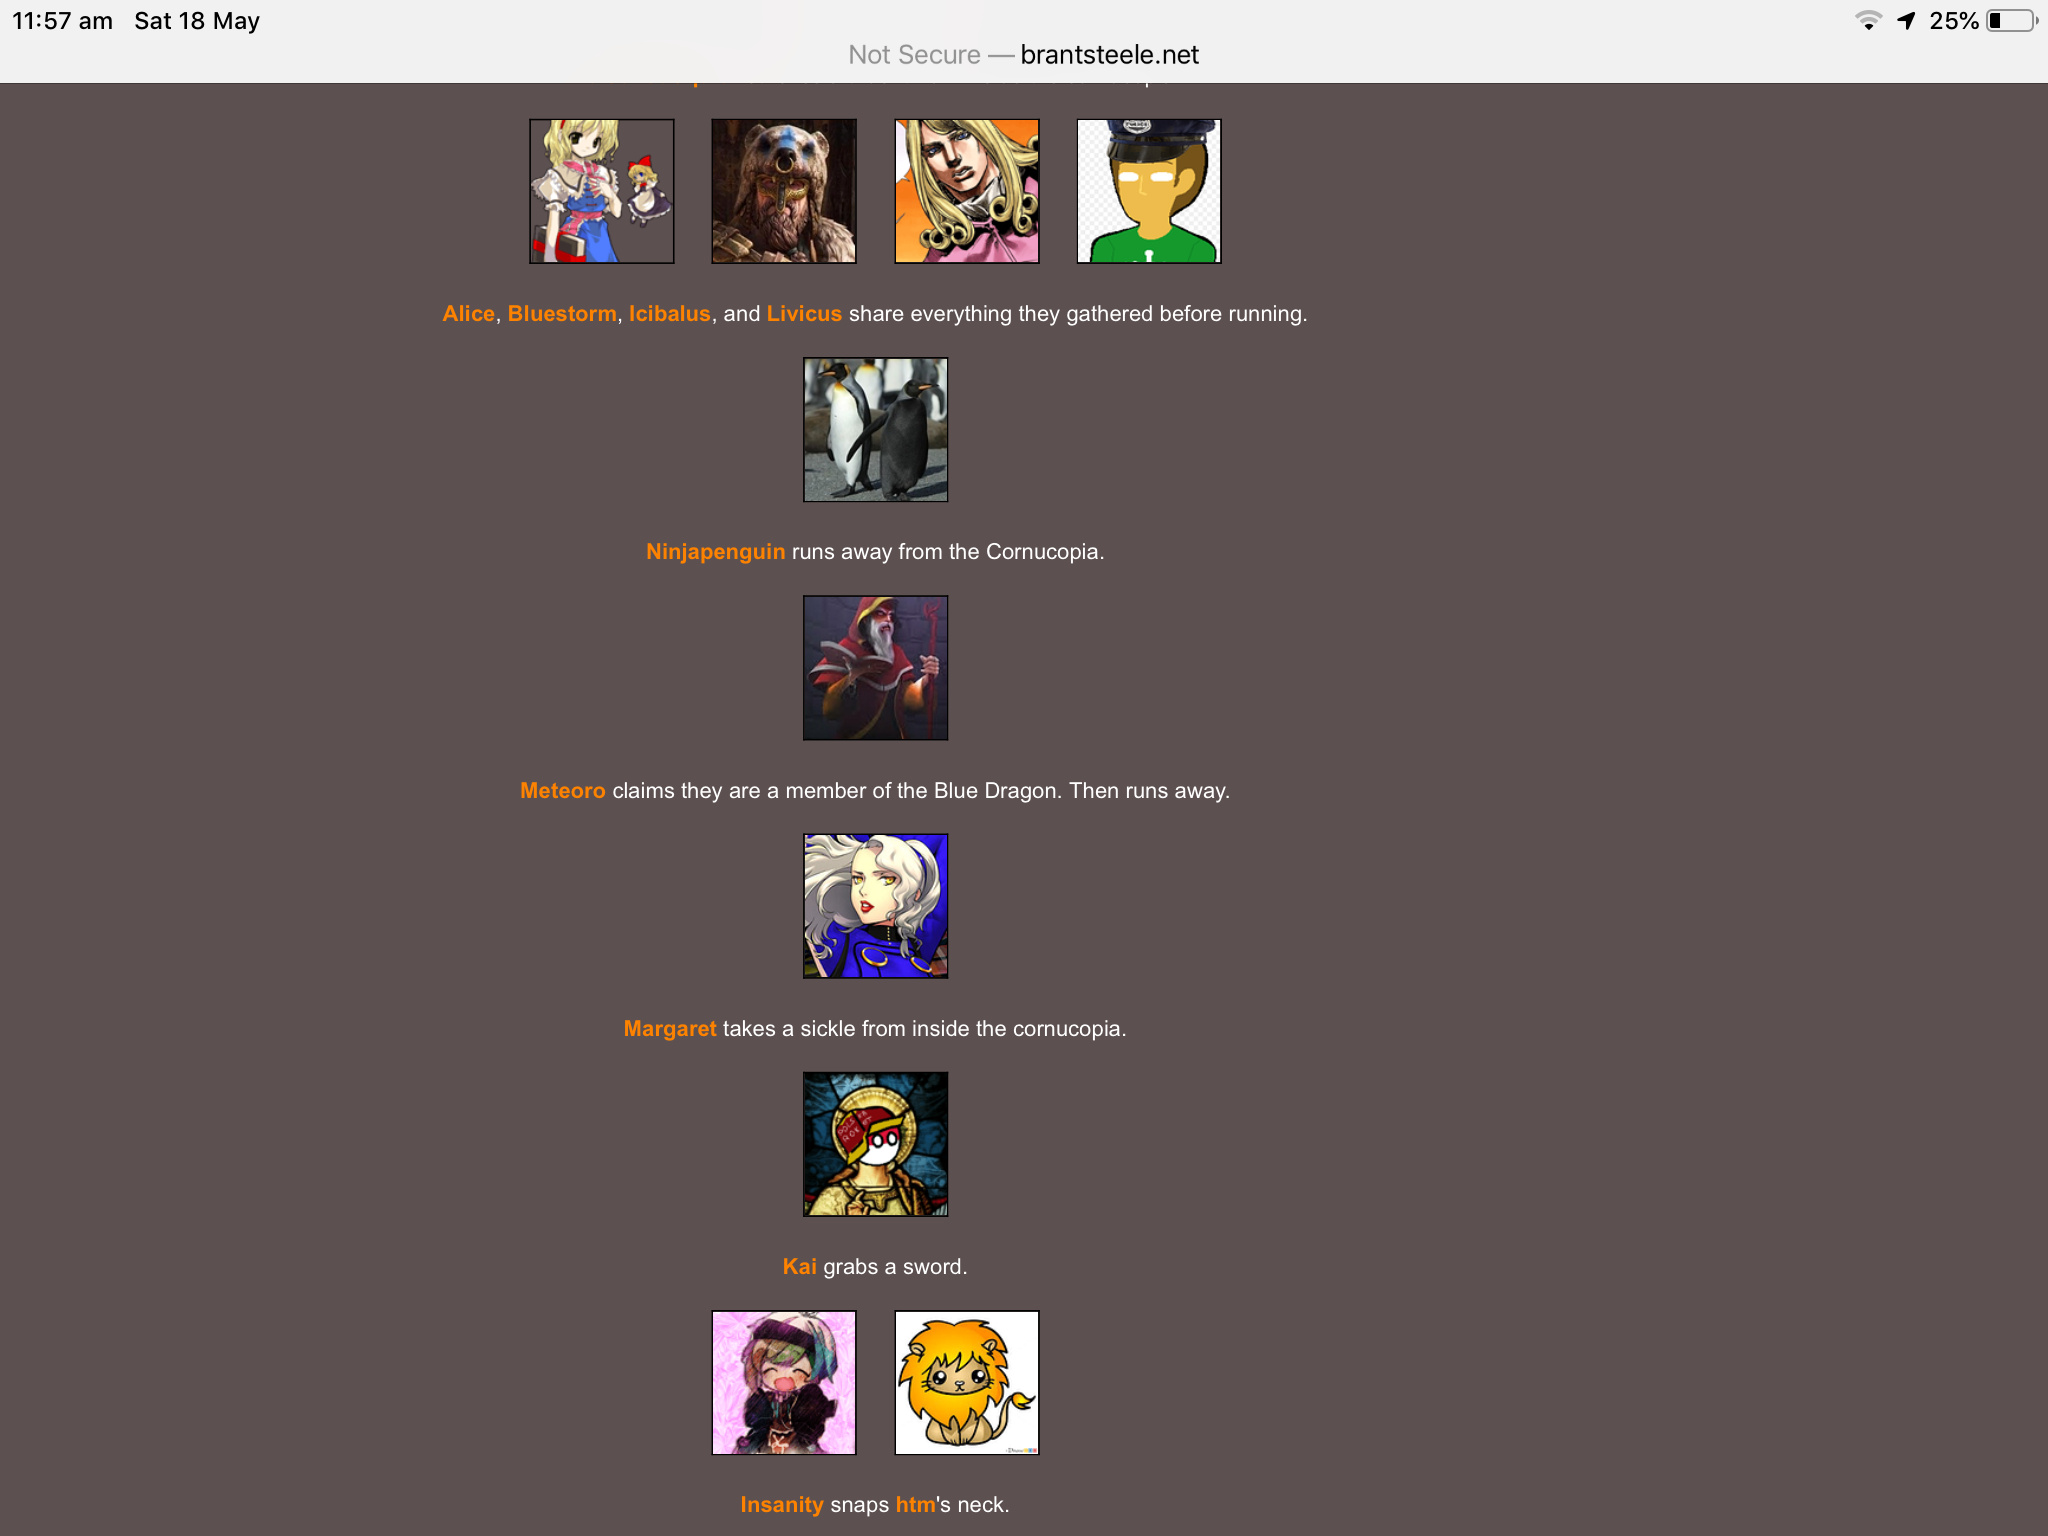 11:57 am Sat 18 May
25%
Not Secure — brantsteele.net
Alice, Bluestorm, Icibalus, and Livicus share everything they gathered before running.
Ninjapenguin runs away from the Cornucopia.
Meteoro claims they are a member of the Blue Dragon. Then runs away.
Margaret takes a sickle from inside the cornucopia.
Kai grabs a sword.
Insanity snaps htm's neck.